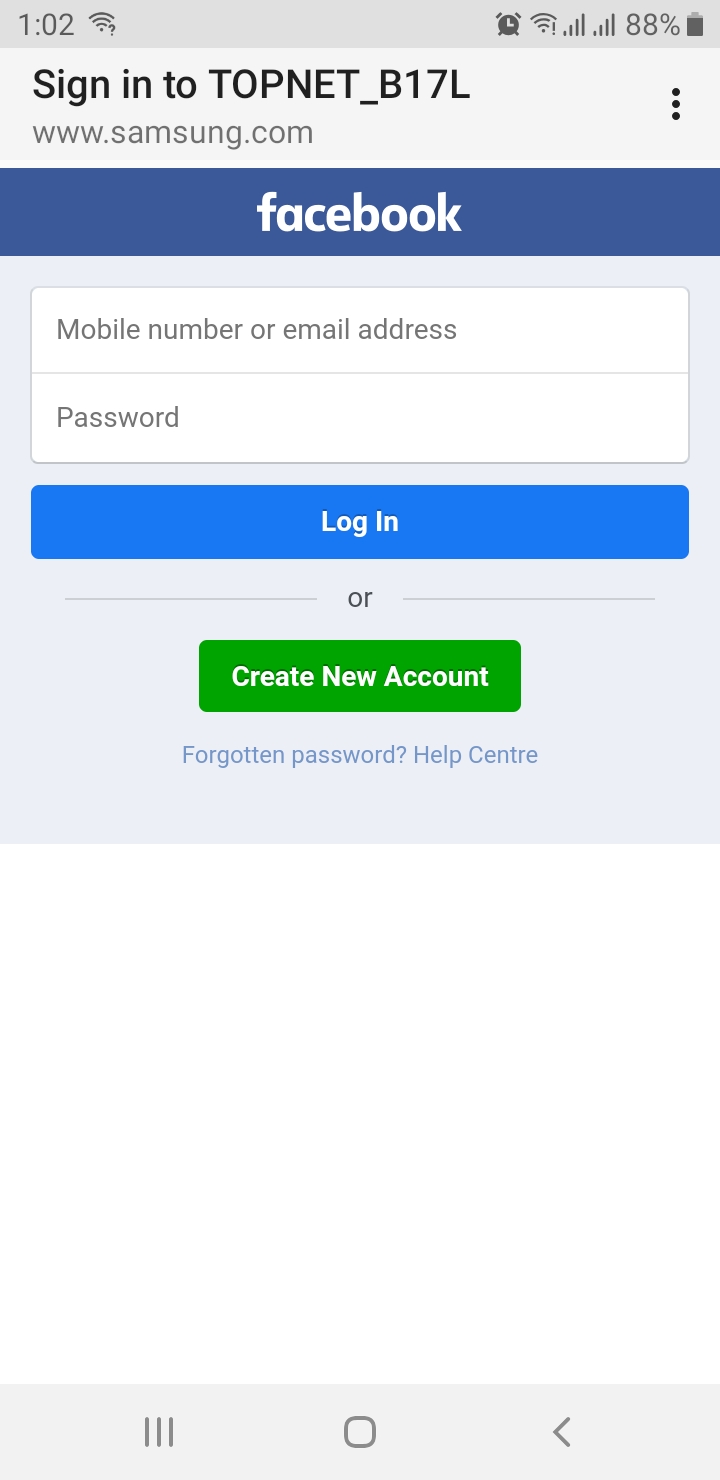 1:02 88%
Sign in to TOPNET_B17L
www.samsung.com
facebook
Mobile number or email address
Password
Log In
or
Create New Account
Forgotten password? Help Centre